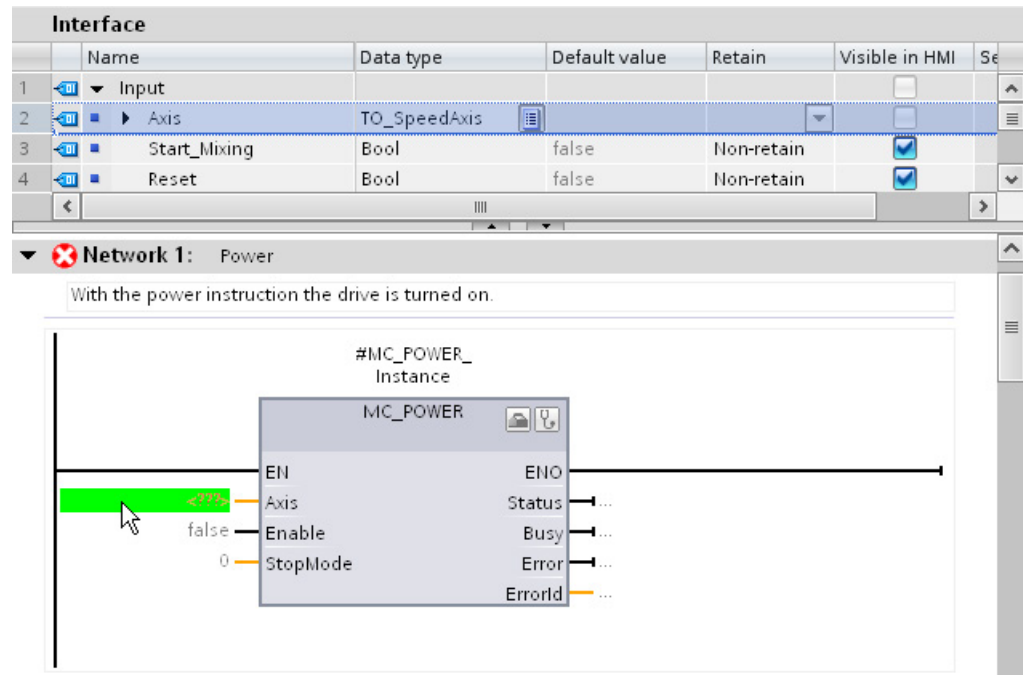 Interface
Name Data type Default value Retain Visible in HMI Se
1 Input
2 Axis TO_SpeedAxis
3 Start_Mixing Bool false Non-retain
4 Reset Bool false Non-retain
Network 1: Power
With the power instruction the drive is turned on.
#MC_POWER_
Instance
MC_POWER
EN ENO
<???> Axis Status ...
false Enable Busy ...
0 StopMode Error ...
ErrorId ...